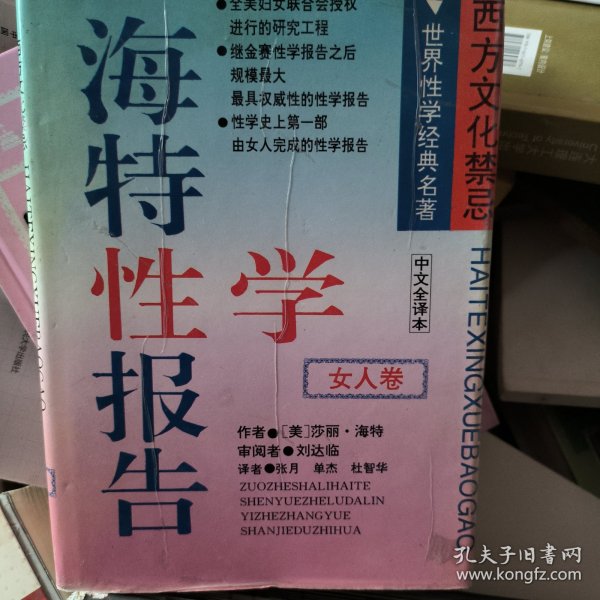 ●全美妇女联合会授权
进行的研究工程
●继金赛性学报告之后
规模最大
最具权威性的性学报告
●性学史上第一部
由女人完成的性学报告
世界性学经典名著
西方文化禁忌
海特性学报告
中文全译本
HAITEXINGXUEBAOGAO
女人卷
作者●[美]莎丽·海特
审阅者●刘达临
译者●张月 单杰 杜智华
ZUOZHESHALIHAITE
SHENYUEZHELUDALIN
YIZHEZHANGYUE
SHANJIEDUZHIHUA
孔夫子旧书网
www.kongfz.com